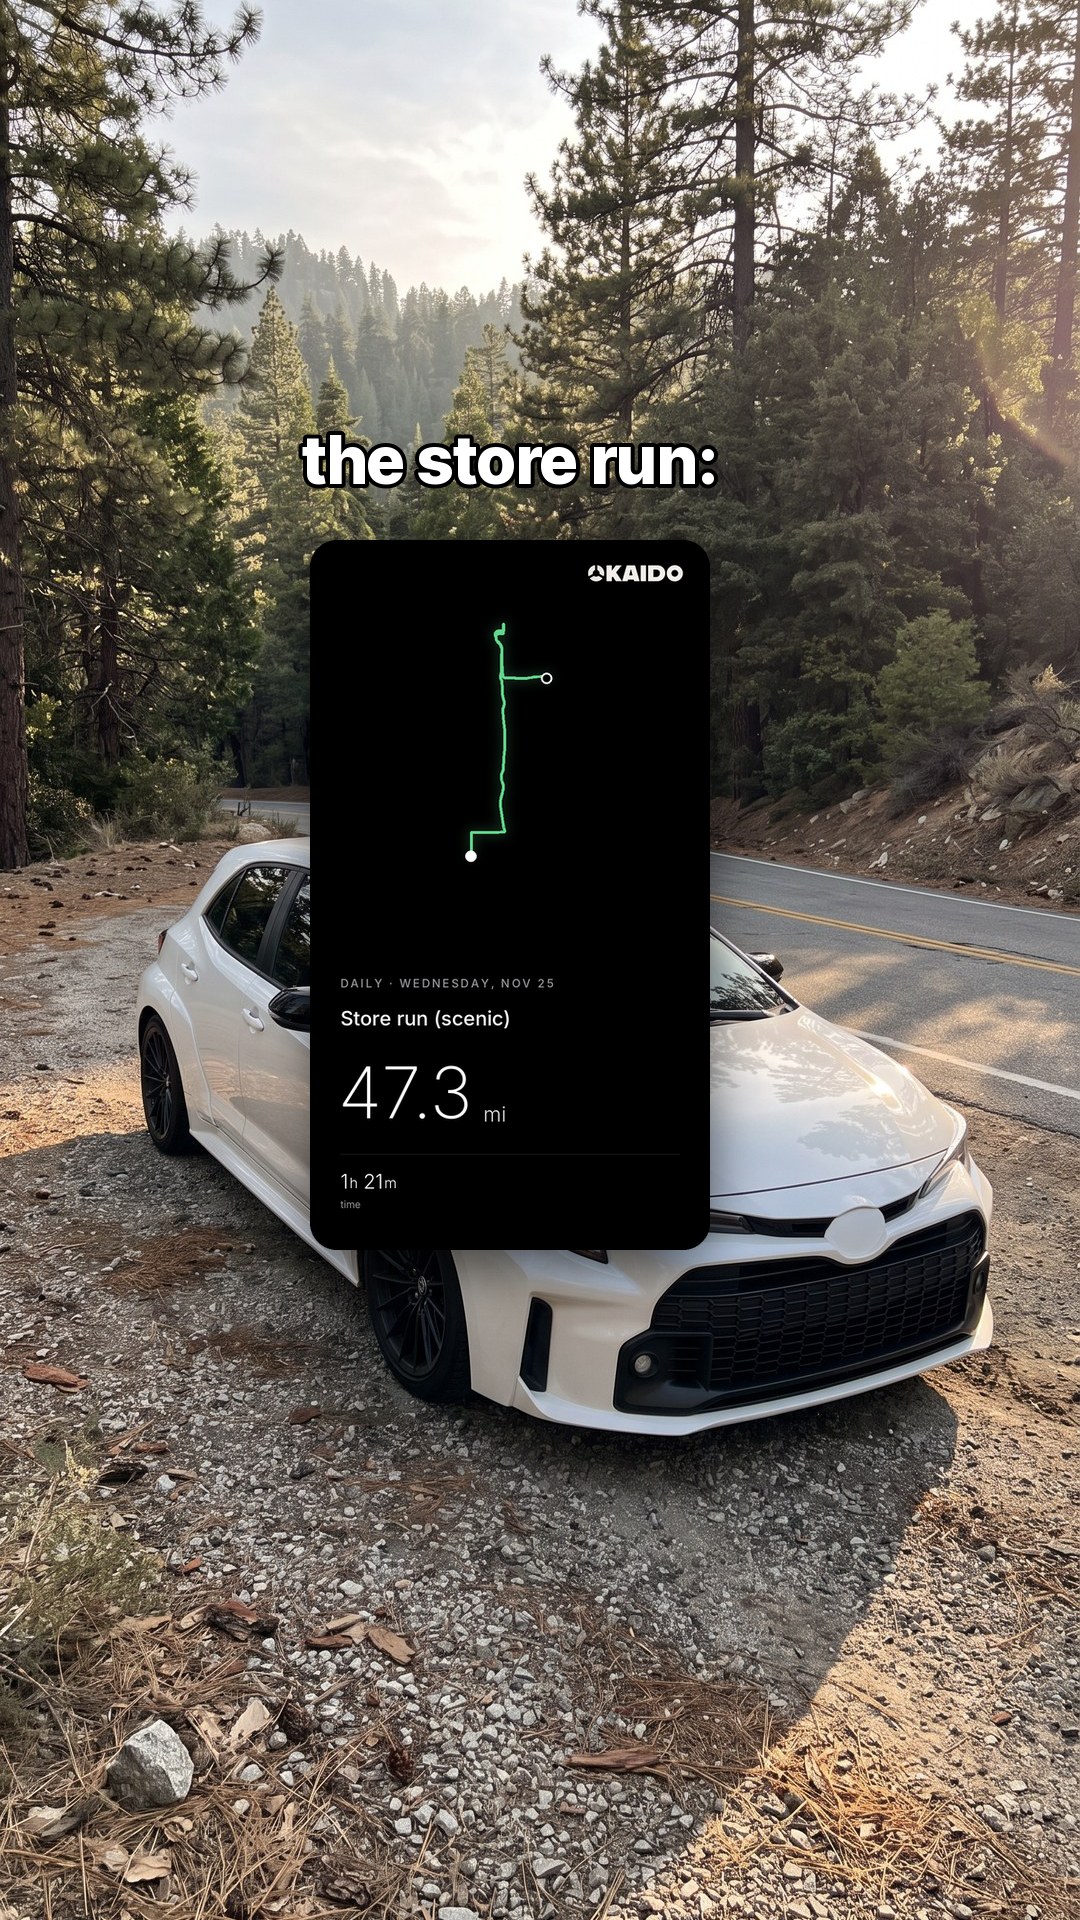 the store run:
KAIDO
DAILY · WEDNESDAY, NOV 25
Store run (scenic)
47.3 mi
1h 21m
time